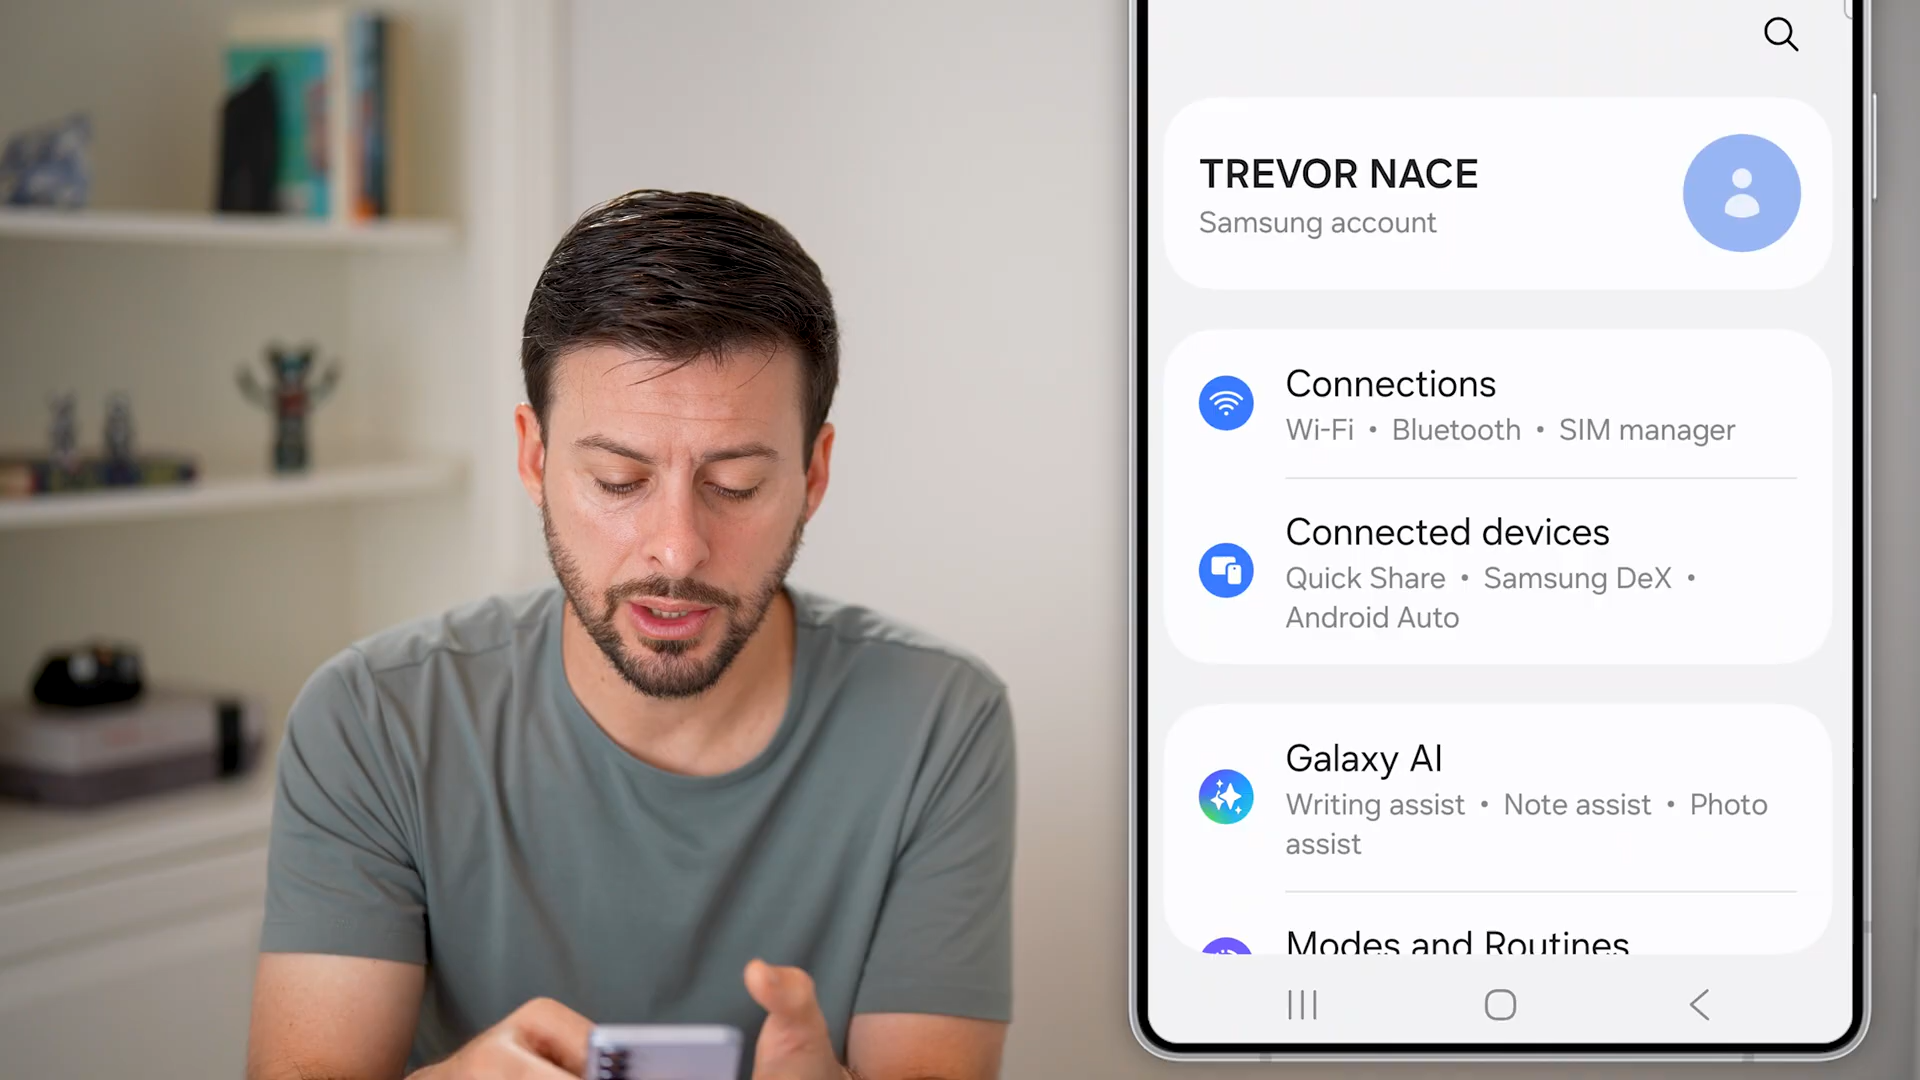 TREVOR NACE
Samsung account
Connections
Wi-Fi • Bluetooth • SIM manager
Connected devices
Quick Share • Samsung DeX •
Android Auto
Galaxy AI
Writing assist • Note assist • Photo
assist
Modes and Routines